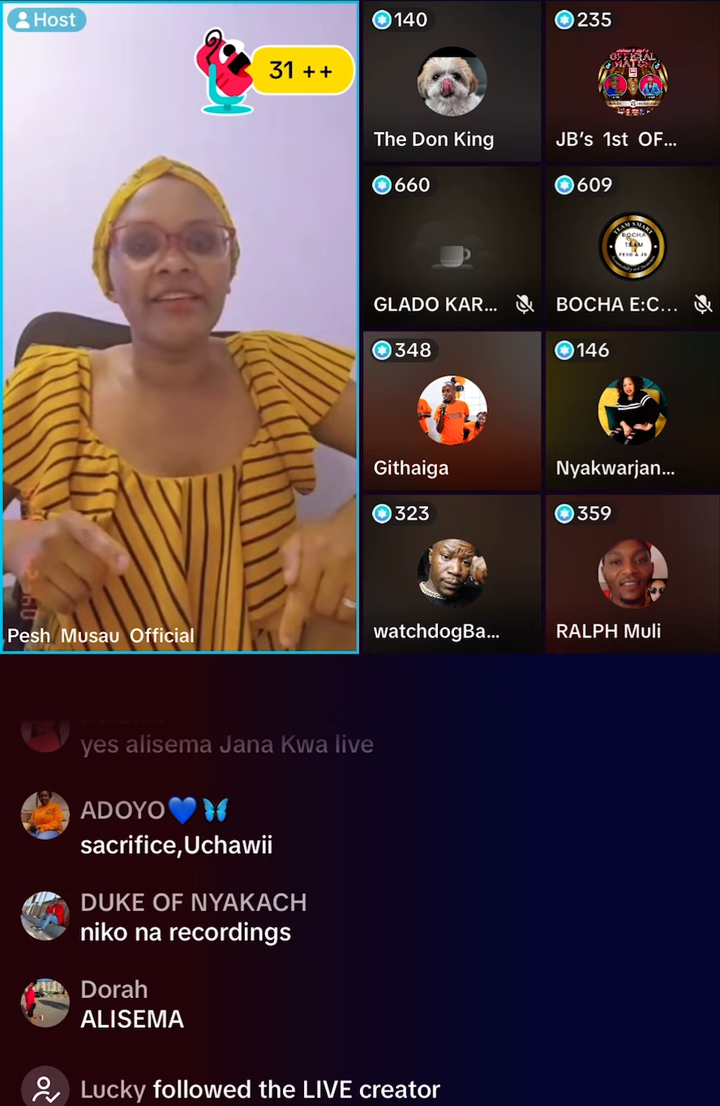 Host
31 ++
Pesh Musau Official
140
The Don King
235
JB's 1st OF...
660
GLADO KAR...
609
BOCHA E:C...
348
Githaiga
146
Nyakwarjan...
323
watchdogBa...
359
RALPH Muli
yes alisema Jana Kwa live
ADOYO💙🦋
sacrifice,Uchawii
DUKE OF NYAKACH
niko na recordings
Dorah
ALISEMA
Lucky followed the LIVE creator